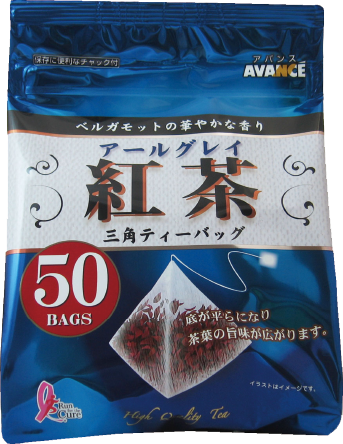 保存に便利なチャック付
アバンス
AVANCE
ベルガモットの華やかな香り
アールグレイ
紅茶
三角ティーバッグ
50
BAGS
底が平らになり
茶葉の旨味が広がります。
イラストはイメージです。
Run
for the
Cure
High Quality Tea